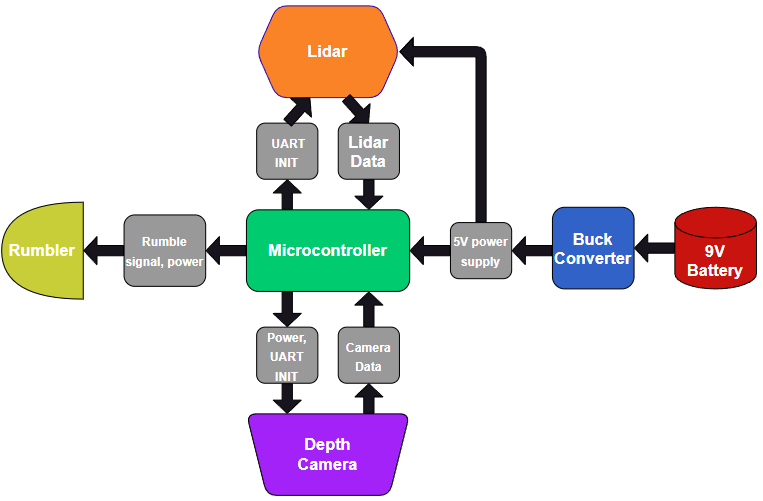 Lidar
UART
INIT
Lidar
Data
Rumbler
Rumble
signal, power
Microcontroller
5V power
supply
Buck
Converter
9V
Battery
Power,
UART
INIT
Camera
Data
Depth
Camera